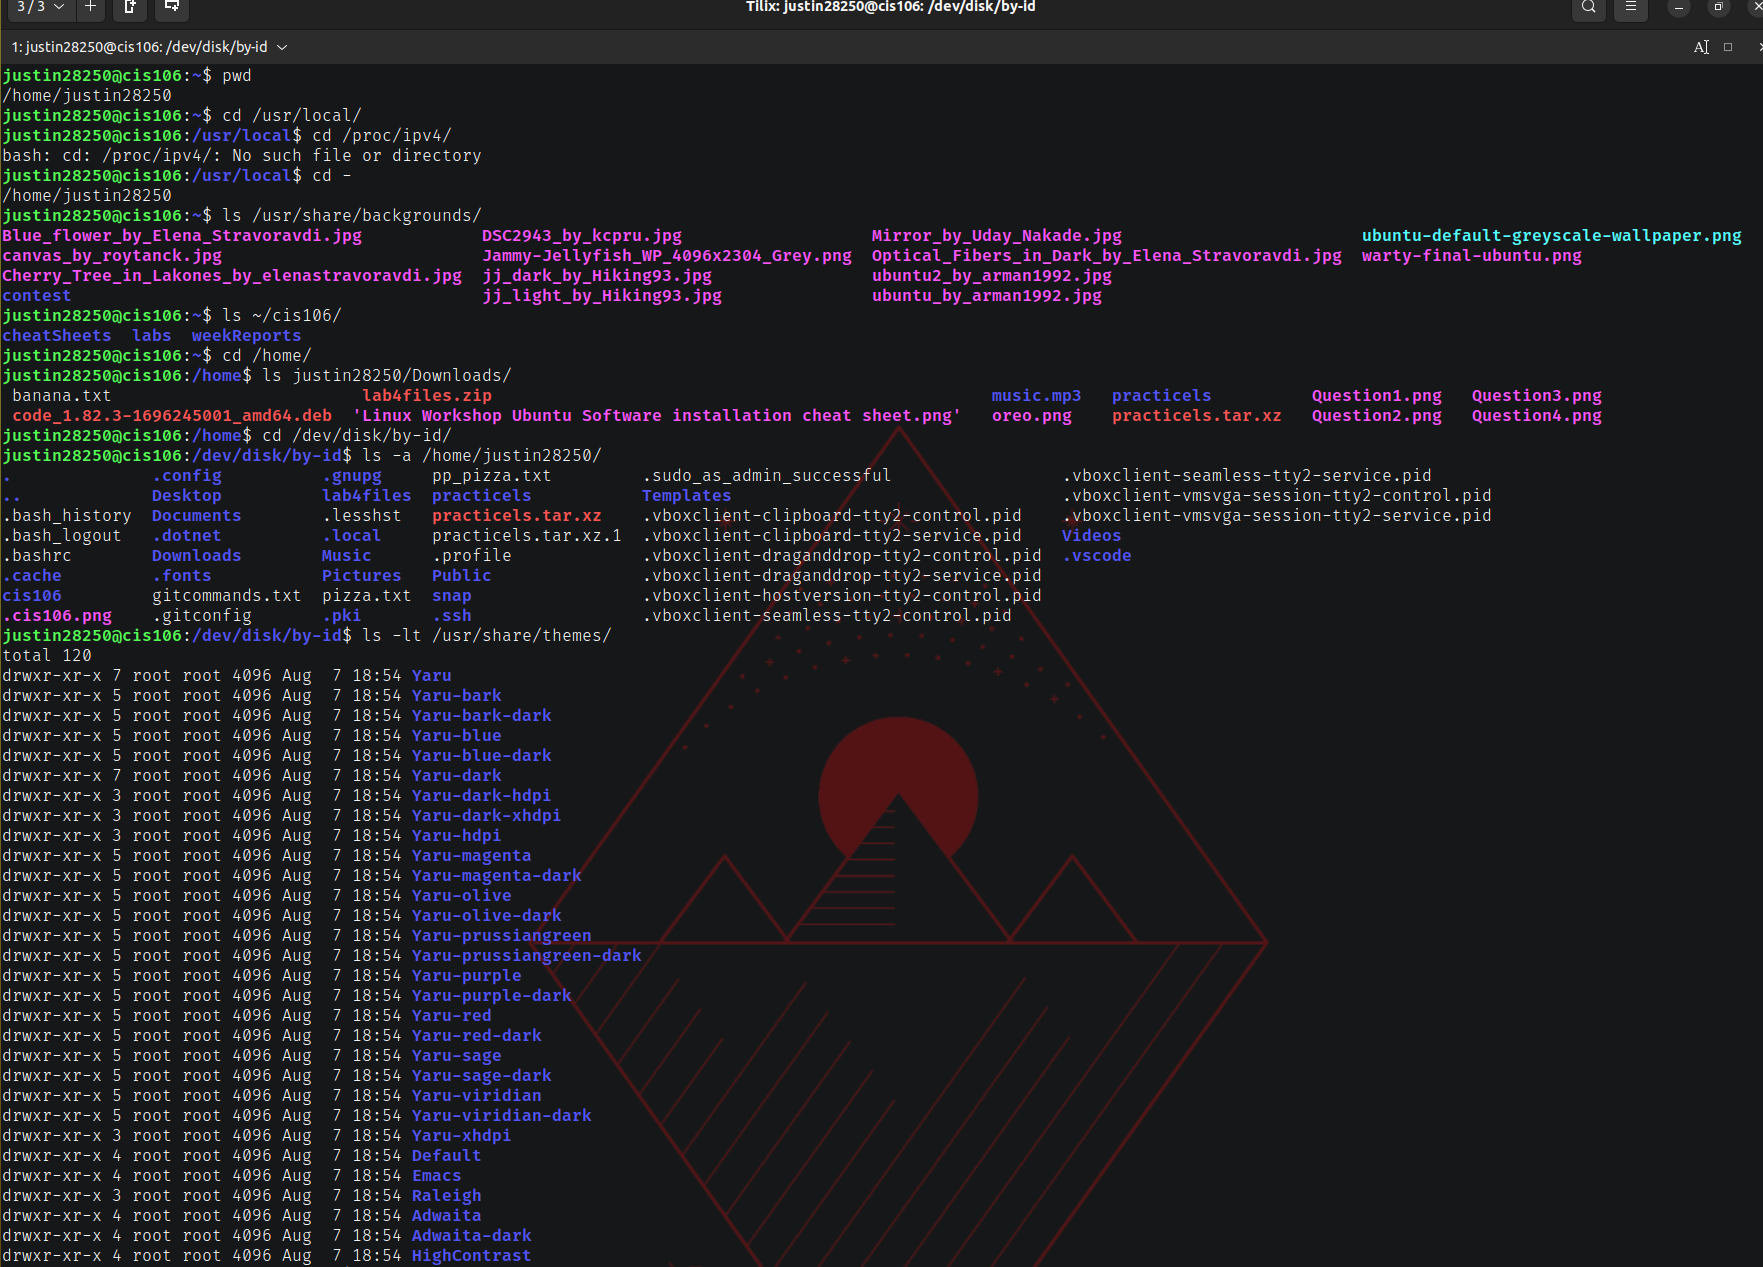 3 / 3
Tilix: justin28250@cis106: /dev/disk/by-id
1: justin28250@cis106: /dev/disk/by-id
justin28250@cis106:~$ pwd
/home/justin28250
justin28250@cis106:~$ cd /usr/local/
justin28250@cis106:/usr/local$ cd /proc/ipv4/
bash: cd: /proc/ipv4/: No such file or directory
justin28250@cis106:/usr/local$ cd -
/home/justin28250
justin28250@cis106:~$ ls /usr/share/backgrounds/
Blue_flower_by_Elena_Stravoravdi.jpg DSC2943_by_kcpru.jpg Mirror_by_Uday_Nakade.jpg ubuntu-default-greyscale-wallpaper.png
canvas_by_roytanck.jpg Jammy-Jellyfish_WP_4096x2304_Grey.png Optical_Fibers_in_Dark_by_Elena_Stravoravdi.jpg warty-final-ubuntu.png
Cherry_Tree_in_Lakones_by_elenastravoravdi.jpg jj_dark_by_Hiking93.jpg ubuntu2_by_arman1992.jpg
contest jj_light_by_Hiking93.jpg ubuntu_by_arman1992.jpg
justin28250@cis106:~$ ls ~/cis106/
cheatSheets labs weekReports
justin28250@cis106:~$ cd /home/
justin28250@cis106:/home$ ls justin28250/Downloads/
banana.txt lab4files.zip music.mp3 practicels Question1.png Question3.png
code_1.82.3-1696245001_amd64.deb 'Linux Workshop Ubuntu Software installation cheat sheet.png' oreo.png practicels.tar.xz Question2.png Question4.png
justin28250@cis106:/home$ cd /dev/disk/by-id/
justin28250@cis106:/dev/disk/by-id$ ls -a /home/justin28250/
. .config .gnupg pp_pizza.txt .sudo_as_admin_successful .vboxclient-seamless-tty2-service.pid
.. Desktop lab4files practicels Templates .vboxclient-vmsvga-session-tty2-control.pid
.bash_history Documents .lesshst practicels.tar.xz .vboxclient-clipboard-tty2-control.pid .vboxclient-vmsvga-session-tty2-service.pid
.bash_logout .dotnet .local practicels.tar.xz.1 .vboxclient-clipboard-tty2-service.pid Videos
.bashrc Downloads Music .profile .vboxclient-draganddrop-tty2-control.pid .vscode
.cache .fonts Pictures Public .vboxclient-draganddrop-tty2-service.pid
cis106 gitcommands.txt pizza.txt snap .vboxclient-hostversion-tty2-control.pid
.cis106.png .gitconfig .pki .ssh .vboxclient-seamless-tty2-control.pid
justin28250@cis106:/dev/disk/by-id$ ls -lt /usr/share/themes/
total 120
drwxr-xr-x 7 root root 4096 Aug  7 18:54 Yaru
drwxr-xr-x 5 root root 4096 Aug  7 18:54 Yaru-bark
drwxr-xr-x 5 root root 4096 Aug  7 18:54 Yaru-bark-dark
drwxr-xr-x 5 root root 4096 Aug  7 18:54 Yaru-blue
drwxr-xr-x 5 root root 4096 Aug  7 18:54 Yaru-blue-dark
drwxr-xr-x 7 root root 4096 Aug  7 18:54 Yaru-dark
drwxr-xr-x 3 root root 4096 Aug  7 18:54 Yaru-dark-hdpi
drwxr-xr-x 3 root root 4096 Aug  7 18:54 Yaru-dark-xhdpi
drwxr-xr-x 3 root root 4096 Aug  7 18:54 Yaru-hdpi
drwxr-xr-x 5 root root 4096 Aug  7 18:54 Yaru-magenta
drwxr-xr-x 5 root root 4096 Aug  7 18:54 Yaru-magenta-dark
drwxr-xr-x 5 root root 4096 Aug  7 18:54 Yaru-olive
drwxr-xr-x 5 root root 4096 Aug  7 18:54 Yaru-olive-dark
drwxr-xr-x 5 root root 4096 Aug  7 18:54 Yaru-prussiangreen
drwxr-xr-x 5 root root 4096 Aug  7 18:54 Yaru-prussiangreen-dark
drwxr-xr-x 5 root root 4096 Aug  7 18:54 Yaru-purple
drwxr-xr-x 5 root root 4096 Aug  7 18:54 Yaru-purple-dark
drwxr-xr-x 5 root root 4096 Aug  7 18:54 Yaru-red
drwxr-xr-x 5 root root 4096 Aug  7 18:54 Yaru-red-dark
drwxr-xr-x 5 root root 4096 Aug  7 18:54 Yaru-sage
drwxr-xr-x 5 root root 4096 Aug  7 18:54 Yaru-sage-dark
drwxr-xr-x 5 root root 4096 Aug  7 18:54 Yaru-viridian
drwxr-xr-x 5 root root 4096 Aug  7 18:54 Yaru-viridian-dark
drwxr-xr-x 3 root root 4096 Aug  7 18:54 Yaru-xhdpi
drwxr-xr-x 4 root root 4096 Aug  7 18:54 Default
drwxr-xr-x 4 root root 4096 Aug  7 18:54 Emacs
drwxr-xr-x 3 root root 4096 Aug  7 18:54 Raleigh
drwxr-xr-x 4 root root 4096 Aug  7 18:54 Adwaita
drwxr-xr-x 4 root root 4096 Aug  7 18:54 Adwaita-dark
drwxr-xr-x 4 root root 4096 Aug  7 18:54 HighContrast